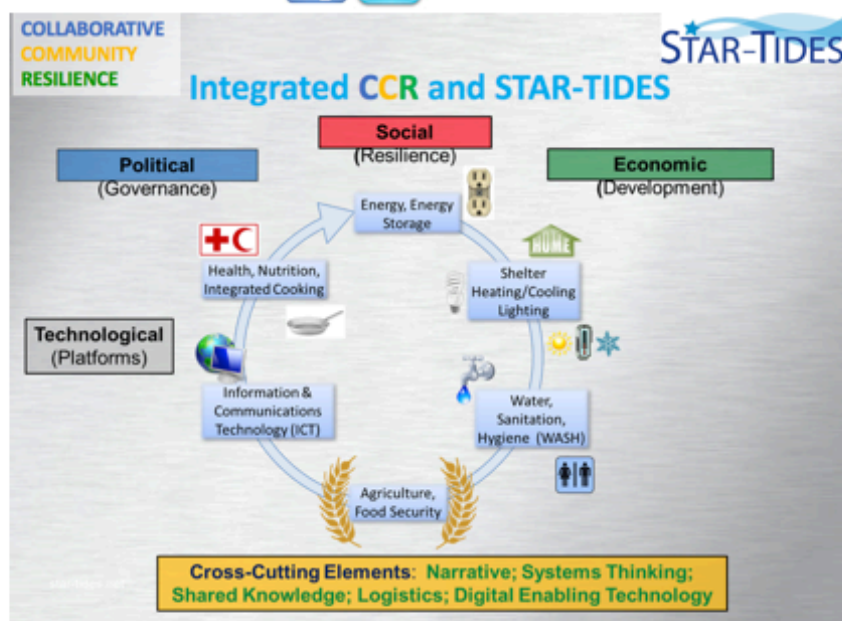 COLLABORATIVE
COMMUNITY
RESILIENCE
STAR-TIDES
Integrated CCR and STAR-TIDES
Social
(Resilience)
Political
(Governance)
Economic
(Development)
Energy, Energy
Storage
HOME
Health, Nutrition,
Integrated Cooking
Shelter
Heating/Cooling
Lighting
Technological
(Platforms)
Information &
Communications
Technology (ICT)
Water,
Sanitation,
Hygiene (WASH)
Agriculture,
Food Security
Cross-Cutting Elements: Narrative; Systems Thinking;
Shared Knowledge; Logistics; Digital Enabling Technology